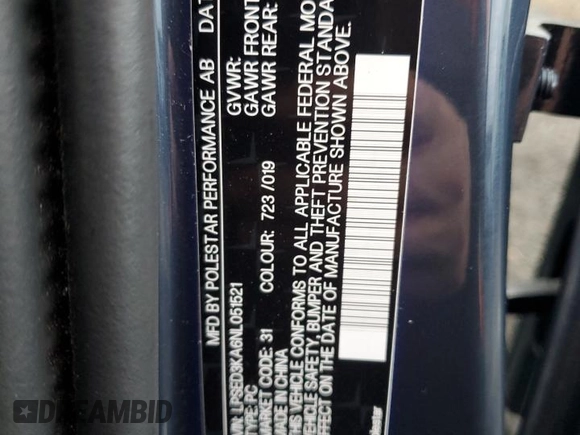 MFD BY POLESTAR PERFORMANCE AB DAT
GVWR:
GAWR FRONT
GAWR REAR:
VIN: LPSED3KA6NL051521
TYPE: PC
MARKET CODE: 31 COLOUR: 723 /019
MADE IN CHINA
THIS VEHICLE CONFORMS TO ALL APPLICABLE FEDERAL MO
VEHICLE SAFETY, BUMPER AND THEFT PREVENTION STANDA
EFFECT ON THE DATE OF MANUFACTURE SHOWN ABOVE.
DREAMBID